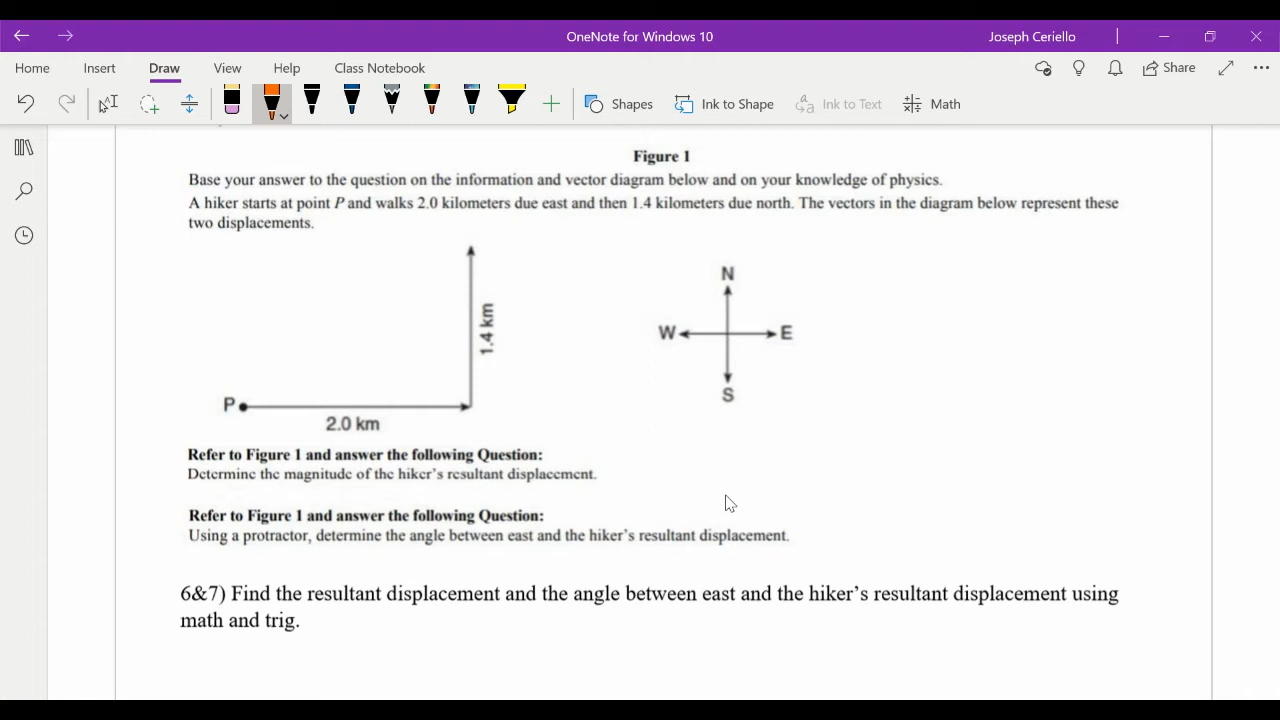 OneNote for Windows 10
Joseph Ceriello
Home Insert Draw View Help Class Notebook
Share
Shapes Ink to Shape Ink to Text Math
Figure 1
Base your answer to the question on the information and vector diagram below and on your knowledge of physics.
A hiker starts at point P and walks 2.0 kilometers due east and then 1.4 kilometers due north. The vectors in the diagram below represent these
two displacements.
N
1.4 km
W E
S
P
2.0 km
Refer to Figure 1 and answer the following Question:
Determine the magnitude of the hiker's resultant displacement.
Refer to Figure 1 and answer the following Question:
Using a protractor, determine the angle between east and the hiker's resultant displacement.
6&7) Find the resultant displacement and the angle between east and the hiker's resultant displacement using
math and trig.